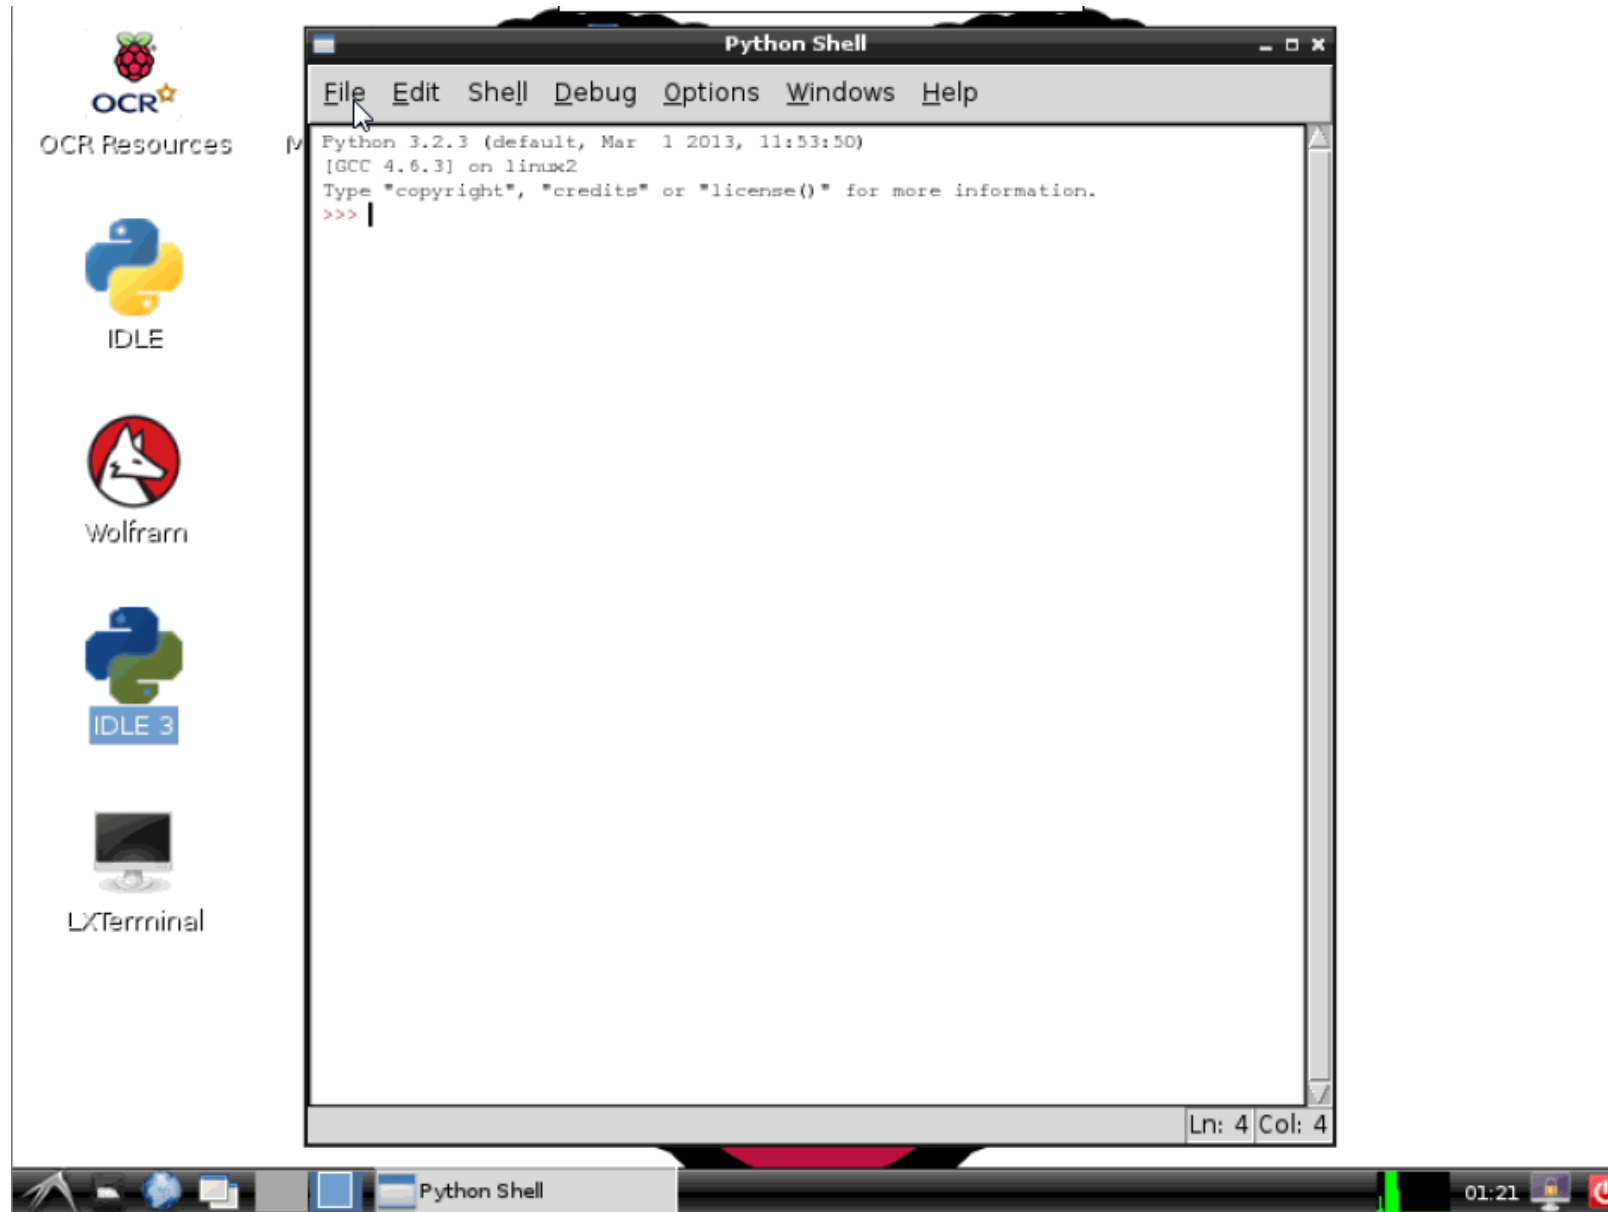 OCR
OCR Resources
M
IDLE
Wolfram
IDLE 3
LXTerminal
Python Shell
File Edit Shell Debug Options Windows Help
Python 3.2.3 (default, Mar  1 2013, 11:53:50)
[GCC 4.6.3] on linux2
Type "copyright", "credits" or "license()" for more information.
>>>
Ln: 4 Col: 4
Python Shell
01:21